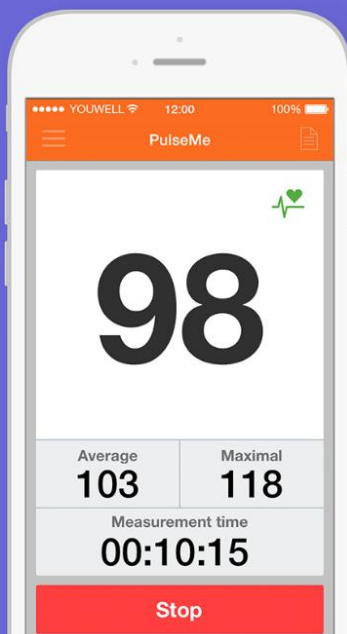 YOUWELL 12:00 100%
PulseMe
98
Average Maximal
103 118
Measurement time
00:10:15
Stop